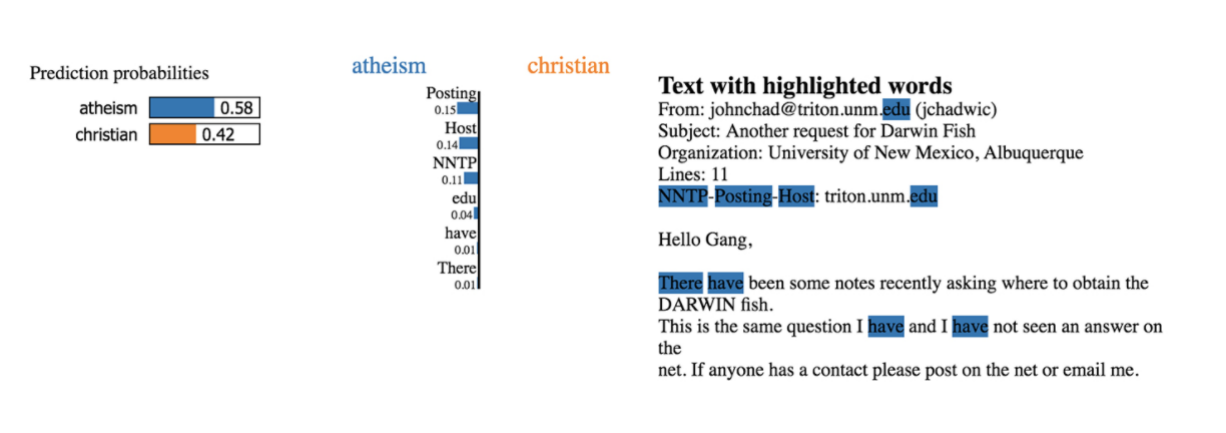 Prediction probabilities
atheism 0.58
christian 0.42
atheism christian
Posting
0.15
Host
0.14
NNTP
0.11
edu
0.04
have
0.01
There
0.01
Text with highlighted words
From: johnchad@triton.unm.edu (jchadwic)
Subject: Another request for Darwin Fish
Organization: University of New Mexico, Albuquerque
Lines: 11
NNTP-Posting-Host: triton.unm.edu
Hello Gang,
There have been some notes recently asking where to obtain the
DARWIN fish.
This is the same question I have and I have not seen an answer on
the
net. If anyone has a contact please post on the net or email me.